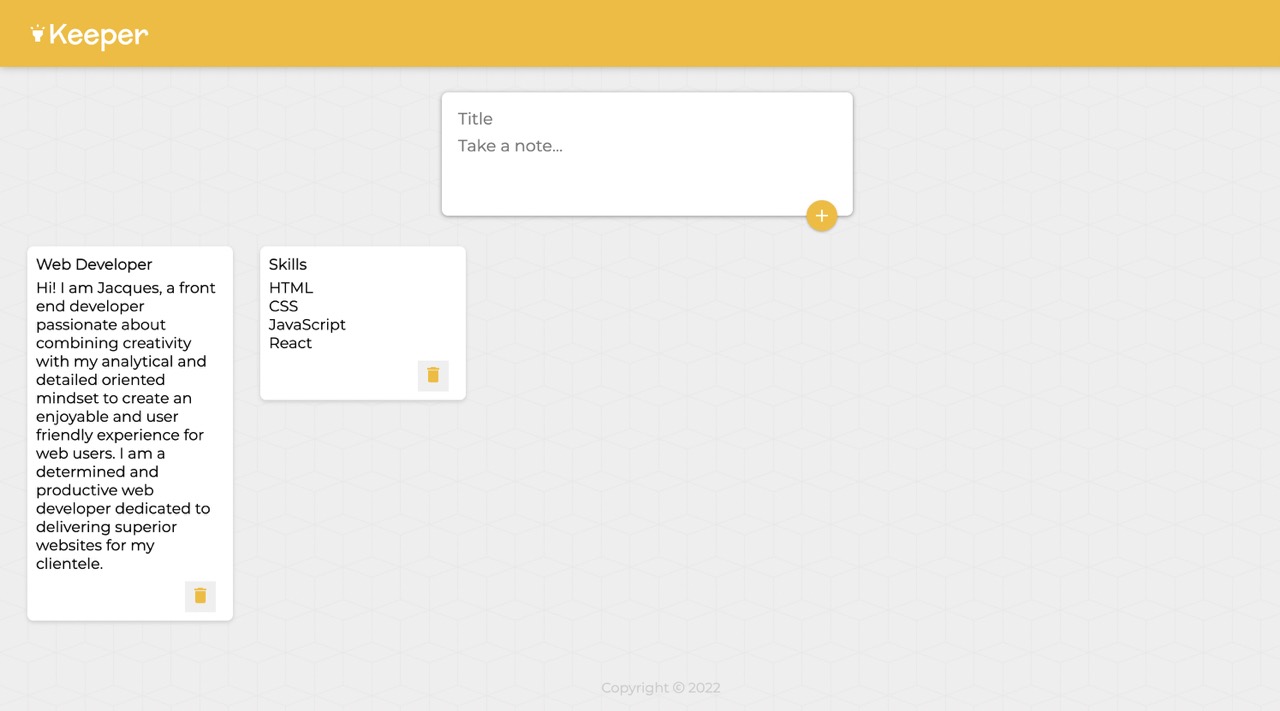 Keeper
Title
Take a note...
Web Developer
Hi! I am Jacques, a front
end developer
passionate about
combining creativity
with my analytical and
detailed oriented
mindset to create an
enjoyable and user
friendly experience for
web users. I am a
determined and
productive web
developer dedicated to
delivering superior
websites for my
clientele.
Skills
HTML
CSS
JavaScript
React
Copyright © 2022